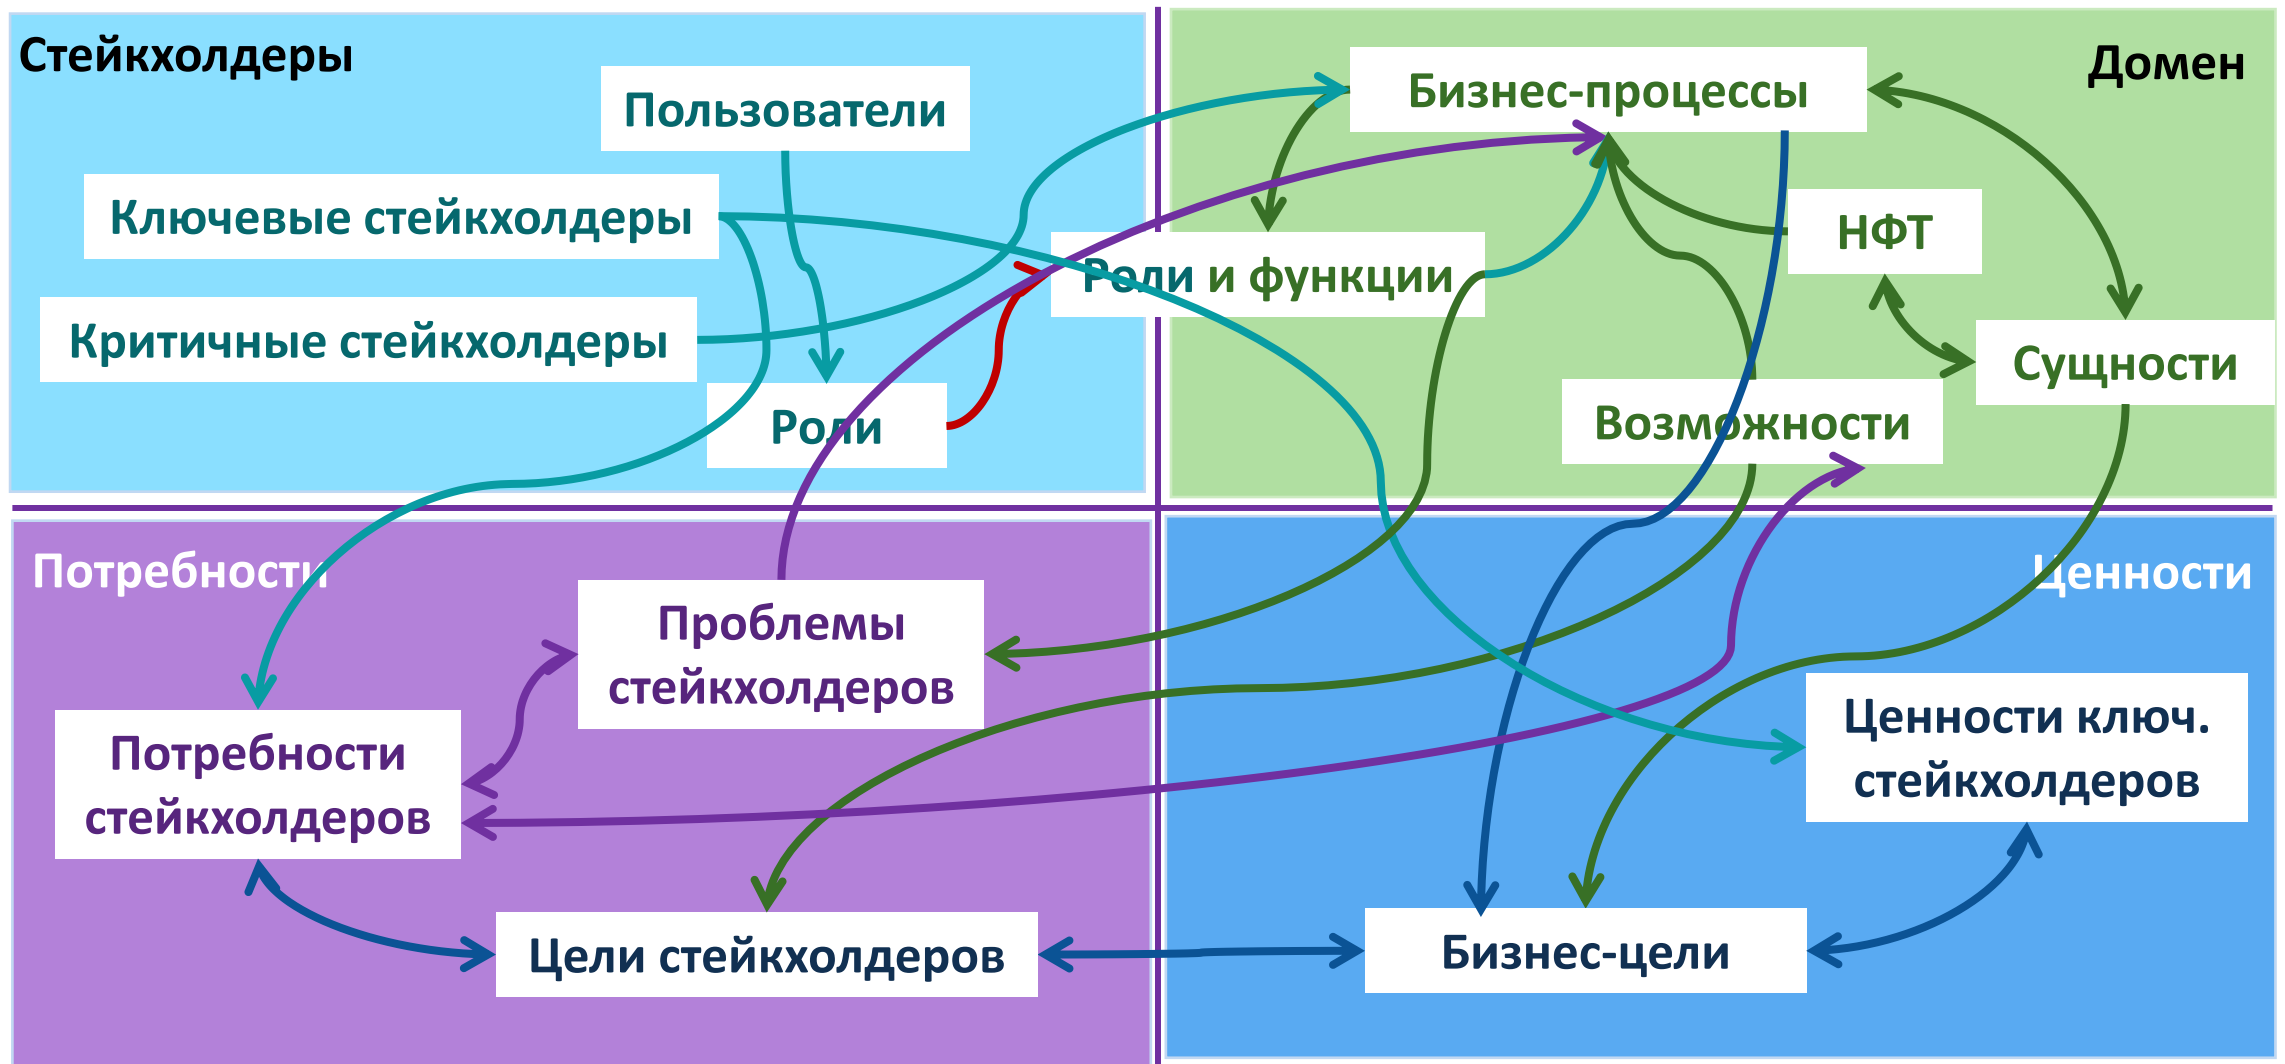 Стейкхолдеры
Пользователи
Ключевые стейкхолдеры
Критичные стейкхолдеры
Роли
Домен
Бизнес-процессы
НФТ
Роли и функции
Сущности
Возможности
Потребности
Проблемы
стейкхолдеров
Потребности
стейкхолдеров
Цели стейкхолдеров
Ценности
Ценности ключ.
стейкхолдеров
Бизнес-цели